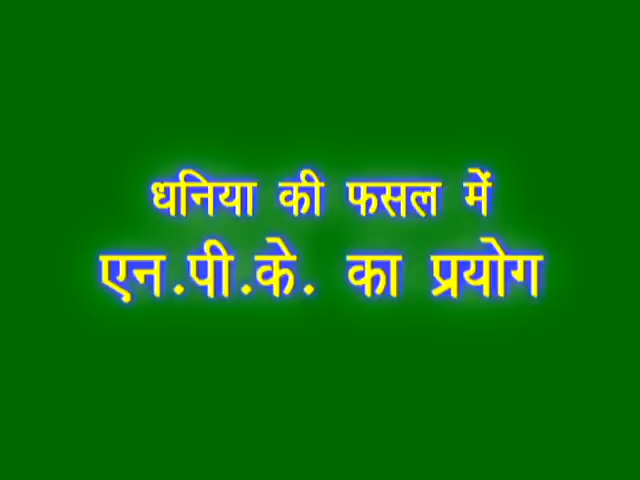 धनिया की फसल में
एन.पी.के. का प्रयोग